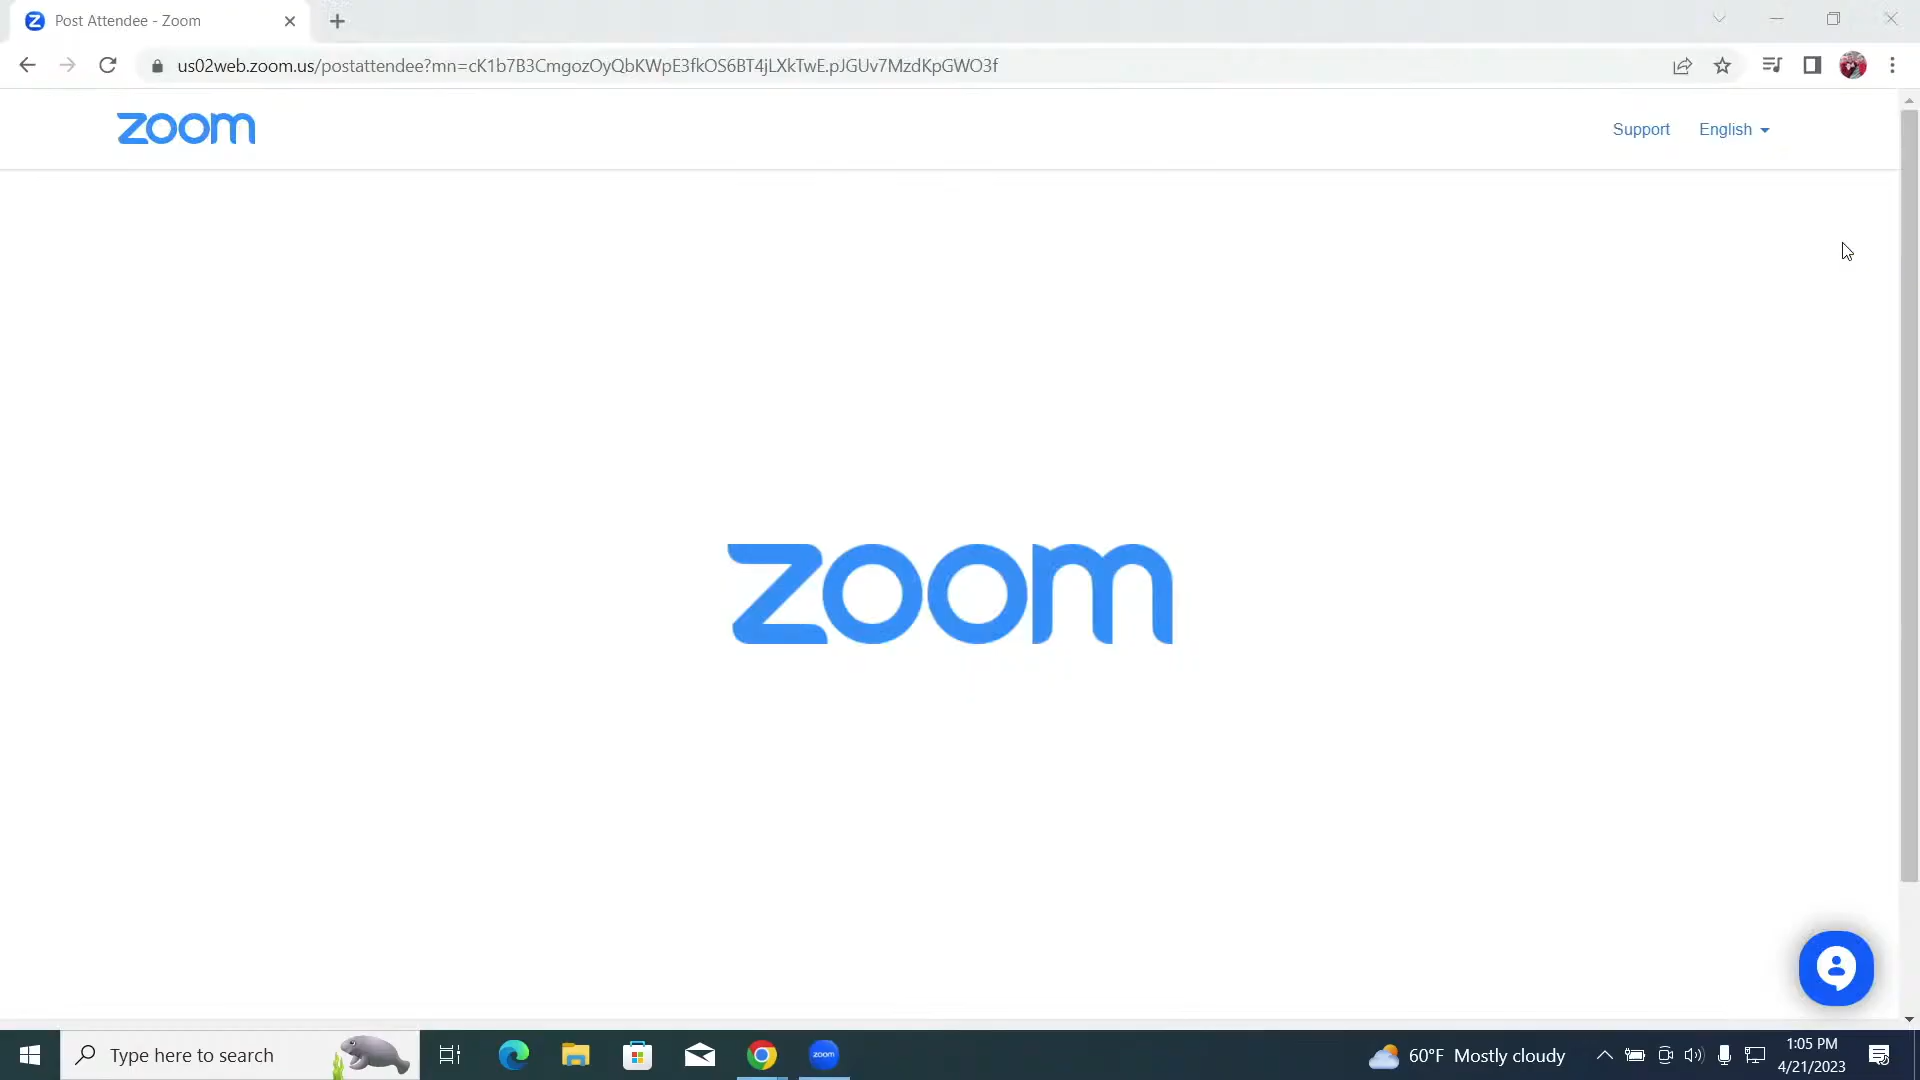 Post Attendee - Zoom
us02web.zoom.us/postattendee?mn=cK1b7B3CmgozOyQbKWpE3fkOS6BT4jLXkTwE.pJGUv7MzdKpGWO3f
zoom
Support English
zoom
Type here to search
zoom
60°F Mostly cloudy
1:05 PM
4/21/2023